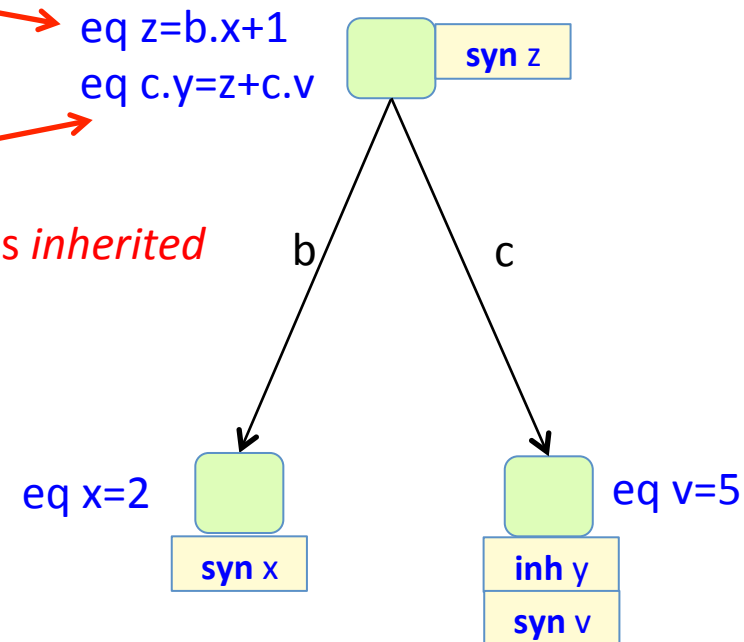 eq z=b.x+1
syn z
eq c.y=z+c.v
s inherited
b
c
eq x=2
eq v=5
syn x
inh y
syn v